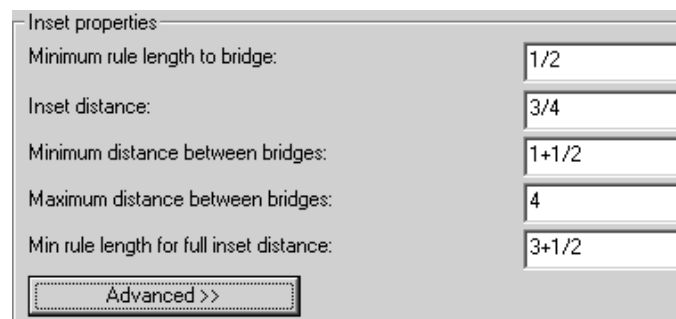 Inset properties
Minimum rule length to bridge: 1/2
Inset distance: 3/4
Minimum distance between bridges: 1+1/2
Maximum distance between bridges: 4
Min rule length for full inset distance: 3+1/2
Advanced >>